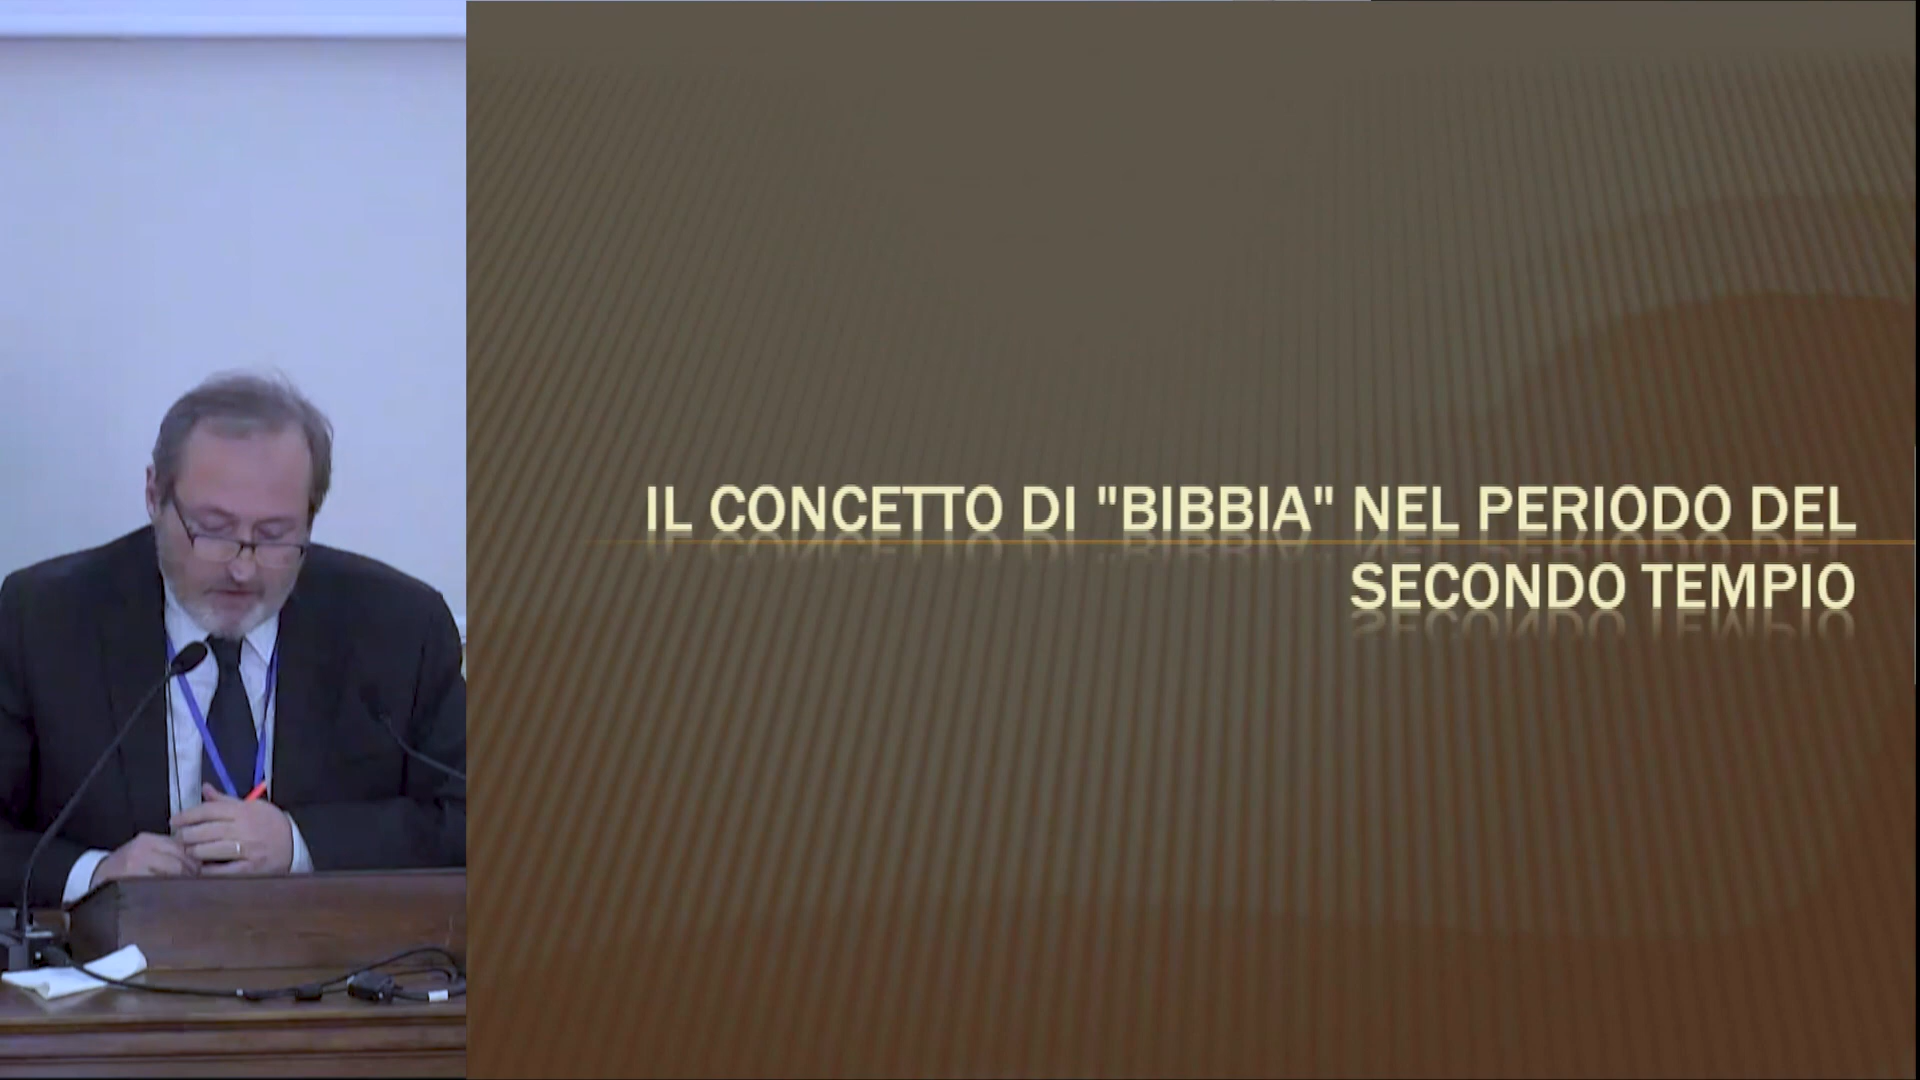 IL CONCETTO DI "BIBBIA" NEL PERIODO DEL
SECONDO TEMPIO